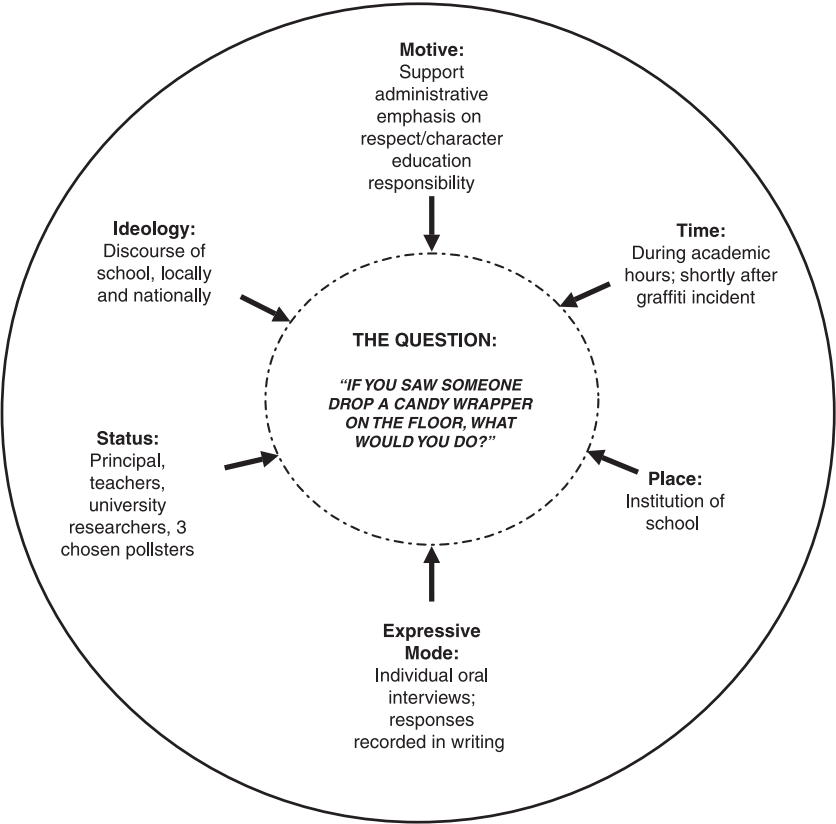 Motive:
Support
administrative
emphasis on
respect/character
education
responsibility
Ideology:
Discourse of
school, locally
and nationally
Time:
During academic
hours; shortly after
graffiti incident
THE QUESTION:
“IF YOU SAW SOMEONE
DROP A CANDY WRAPPER
ON THE FLOOR, WHAT
WOULD YOU DO?”
Status:
Principal,
teachers,
university
researchers, 3
chosen pollsters
Place:
Institution of
school
Expressive
Mode:
Individual oral
interviews;
responses
recorded in writing